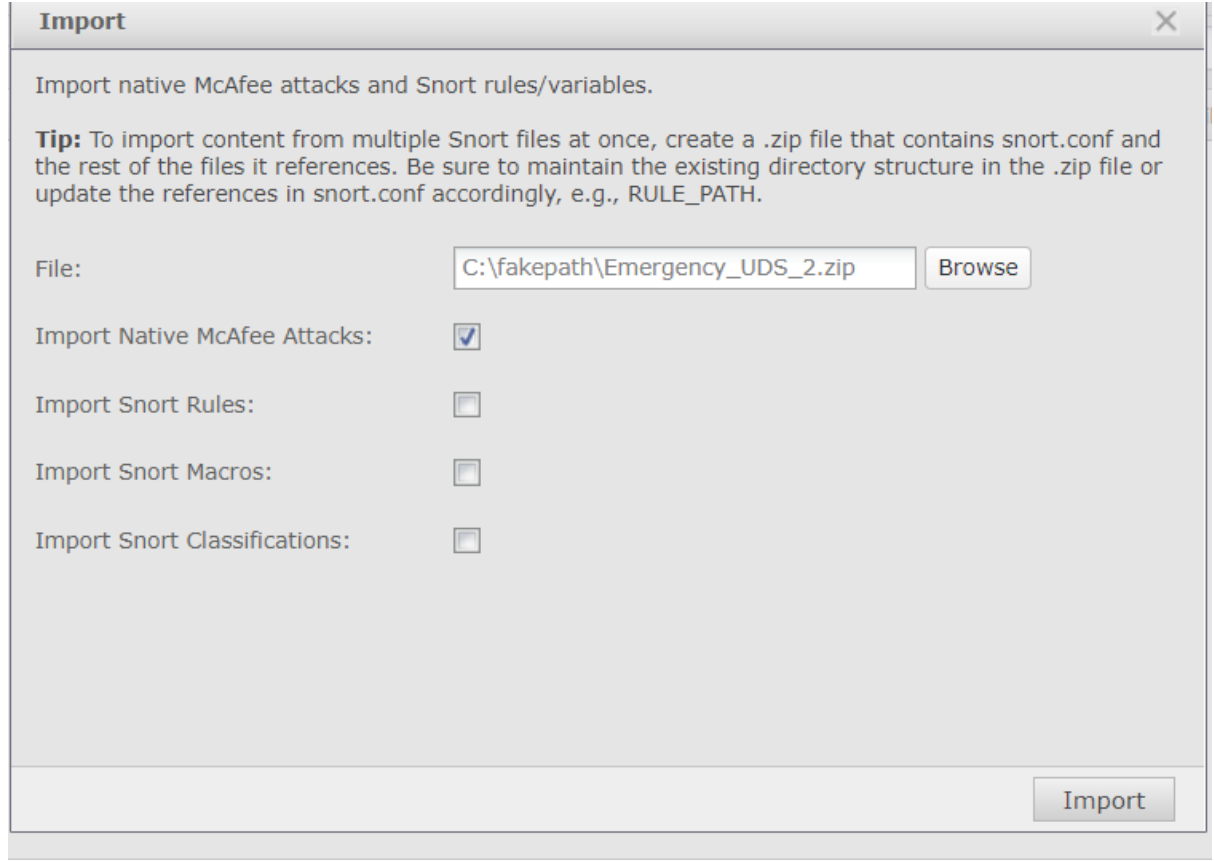 Import
Import native McAfee attacks and Snort rules/variables.
Tip: To import content from multiple Snort files at once, create a .zip file that contains snort.conf and
the rest of the files it references. Be sure to maintain the existing directory structure in the .zip file or
update the references in snort.conf accordingly, e.g., RULE_PATH.
File: C:\fakepath\Emergency_UDS_2.zip Browse
Import Native McAfee Attacks:
Import Snort Rules:
Import Snort Macros:
Import Snort Classifications:
Import